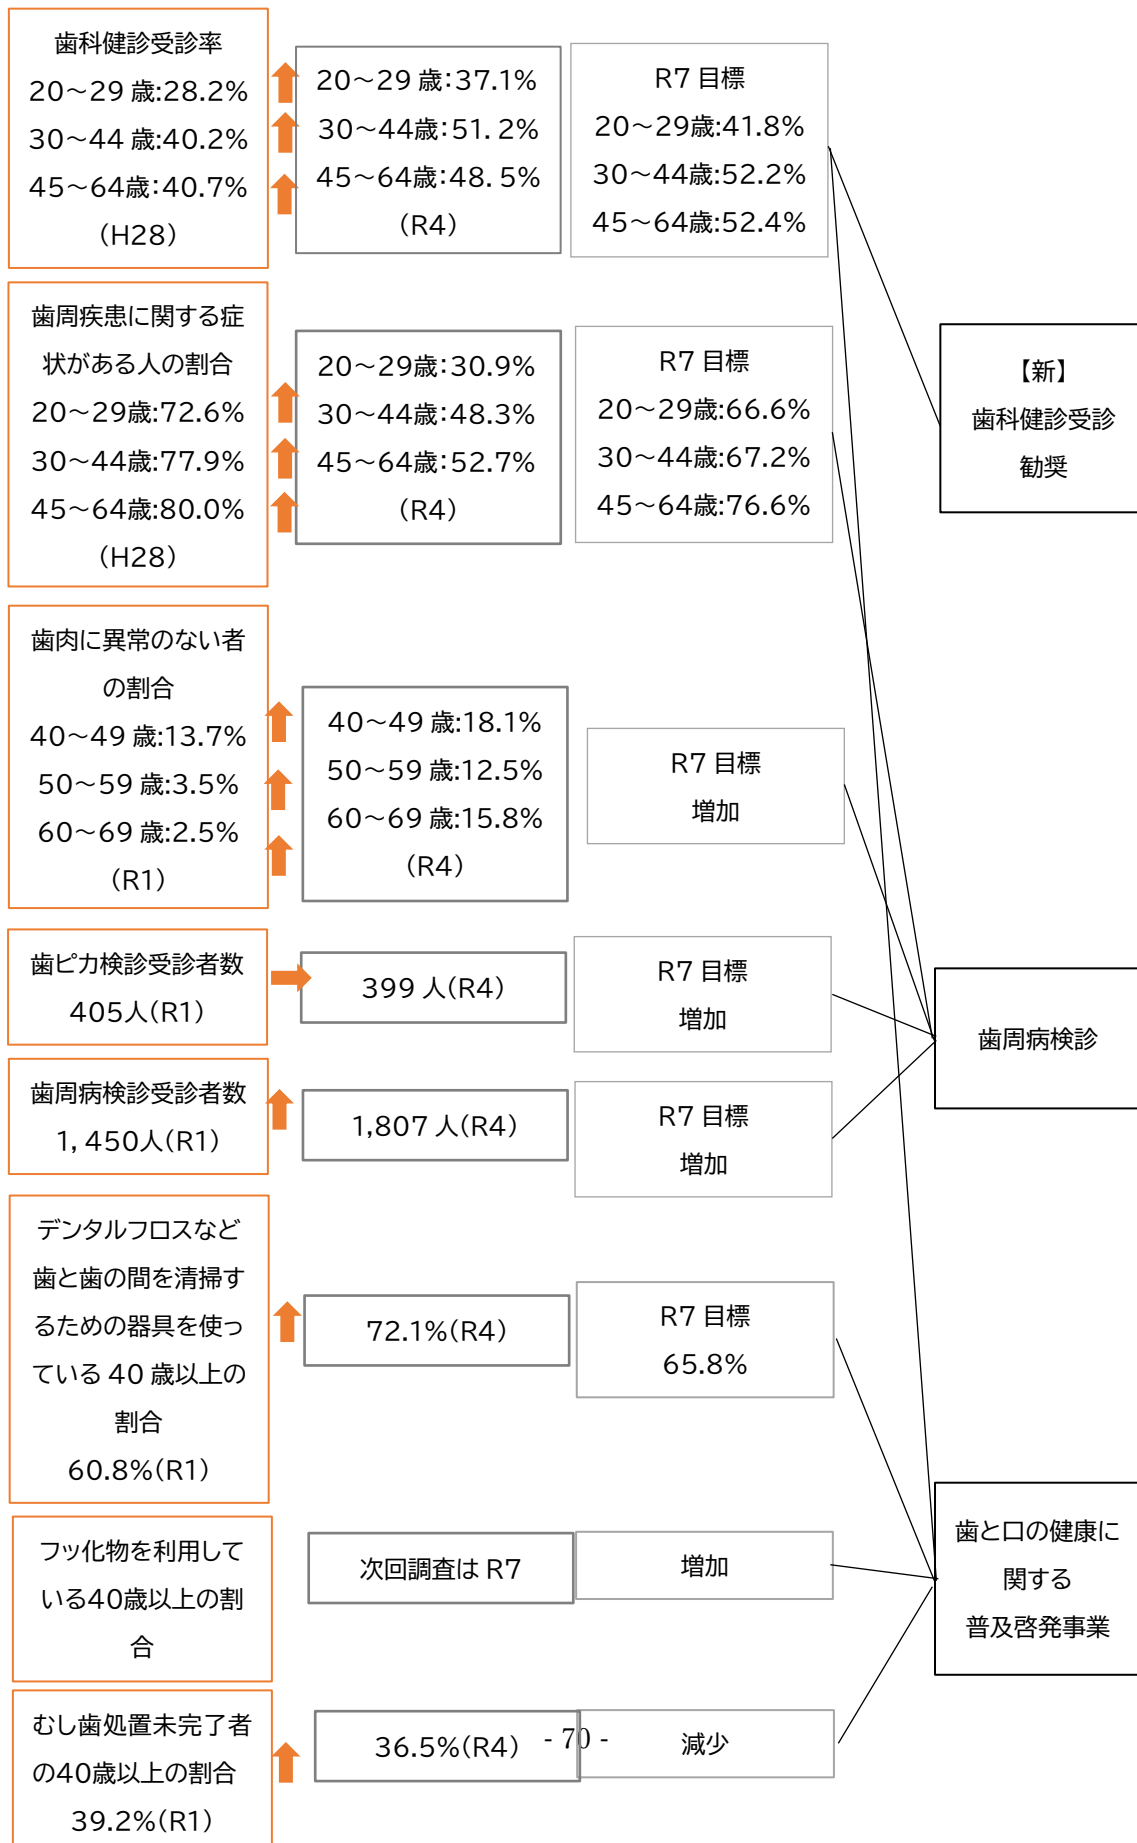 歯科健診受診率
20～29 歳:28.2%
30～44 歳:40.2%
45～64歳:40.7%
(H28)
20～29 歳:37.1%
30～44歳:51.2%
45～64歳:48.5%
(R4)
R7 目標
20～29歳:41.8%
30～44歳:52.2%
45～64歳:52.4%
歯周疾患に関する症
状がある人の割合
20～29歳:72.6%
30～44歳:77.9%
45～64歳:80.0%
(H28)
20～29歳:30.9%
30～44歳:48.3%
45～64歳:52.7%
(R4)
R7 目標
20～29歳:66.6%
30～44歳:67.2%
45～64歳:76.6%
【新】
歯科健診受診
勧奨
歯肉に異常のない者
の割合
40～49 歳:13.7%
50～59 歳:3.5%
60～69 歳:2.5%
(R1)
40～49 歳:18.1%
50～59 歳:12.5%
60～69 歳:15.8%
(R4)
R7 目標
増加
歯ピカ検診受診者数
405人(R1)
399 人(R4)
R7 目標
増加
歯周病検診
歯周病検診受診者数
1,450人(R1)
1,807 人(R4)
R7 目標
増加
デンタルフロスなど
歯と歯の間を清掃す
るための器具を使っ
ている 40 歳以上の
割合
60.8%(R1)
72.1%(R4)
R7 目標
65.8%
フッ化物を利用して
いる40歳以上の割
合
次回調査は R7
増加
歯と口の健康に
関する
普及啓発事業
むし歯処置未完了者
の40歳以上の割合
39.2%(R1)
36.5%(R4)
減少
- 70 -